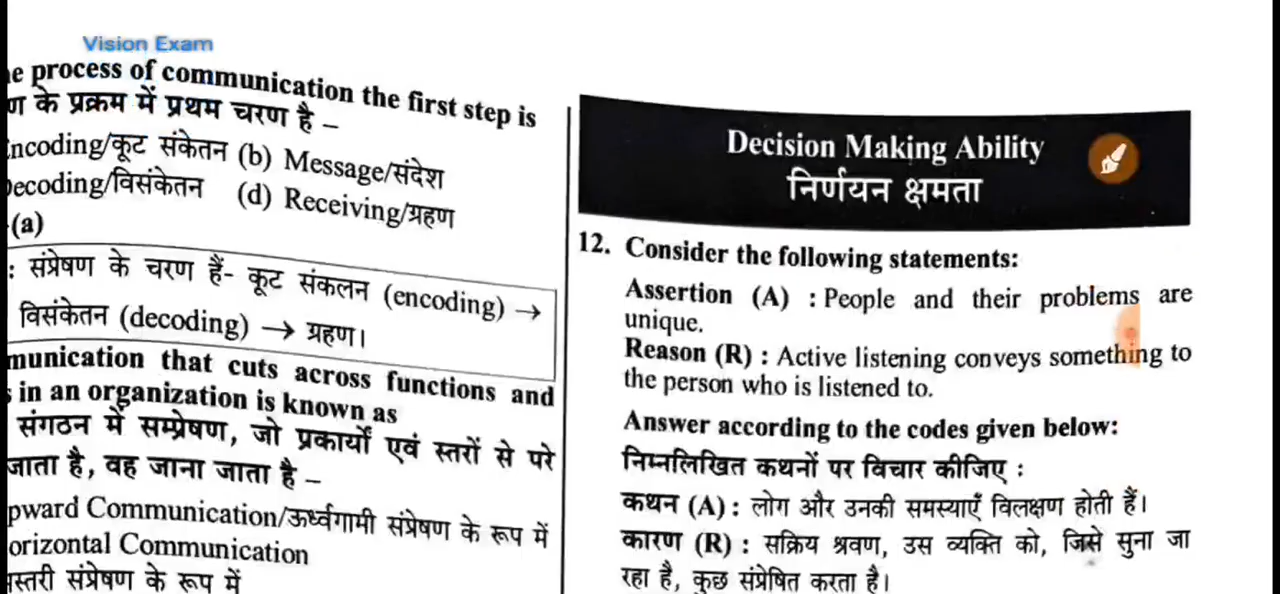 Vision Exam
e process of communication the first step is
ण के प्रक्रम में प्रथम चरण है –
ncoding/कूट संकेतन (b) Message/संदेश
ecoding/विसंकेतन (d) Receiving/ग्रहण
(a)
: संप्रेषण के चरण हैं- कूट संकलन (encoding) →
विसंकेतन (decoding) → ग्रहण।
munication that cuts across functions and
s in an organization is known as
संगठन में सम्प्रेषण, जो प्रकार्यों एवं स्तरों से परे
जाता है, वह जाना जाता है –
pward Communication/ऊर्ध्वगामी संप्रेषण के रूप में
orizontal Communication
स्तरी संप्रेषण के रूप में
Decision Making Ability
निर्णयन क्षमता
12. Consider the following statements:
Assertion (A) : People and their problems are
unique.
Reason (R) : Active listening conveys something to
the person who is listened to.
Answer according to the codes given below:
निम्नलिखित कथनों पर विचार कीजिए :
कथन (A) : लोग और उनकी समस्याएँ विलक्षण होती हैं।
कारण (R) : सक्रिय श्रवण, उस व्यक्ति को, जिसे सुना जा
रहा है, कुछ संप्रेषित करता है।